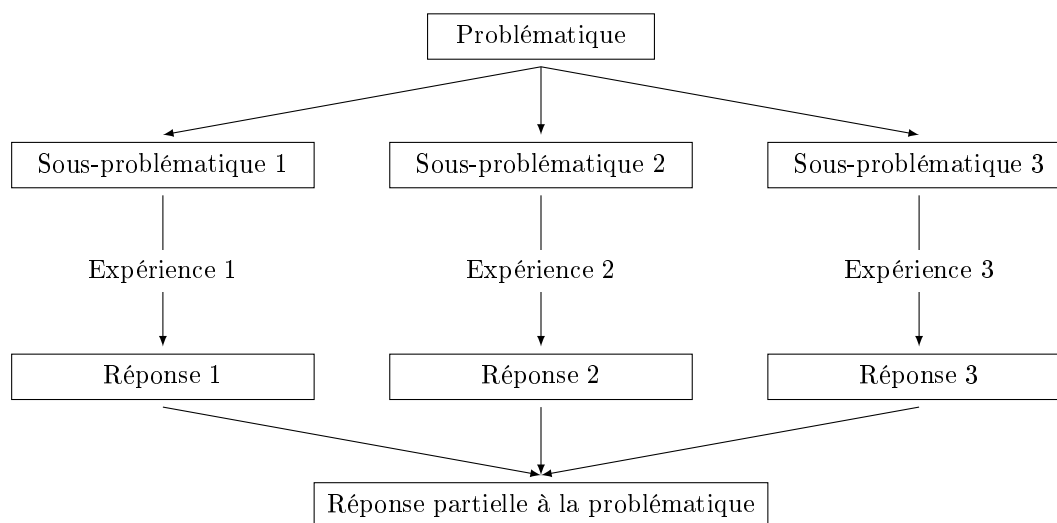 Problématique
Sous-problématique 1
Sous-problématique 2
Sous-problématique 3
Expérience 1
Expérience 2
Expérience 3
Réponse 1
Réponse 2
Réponse 3
Réponse partielle à la problématique